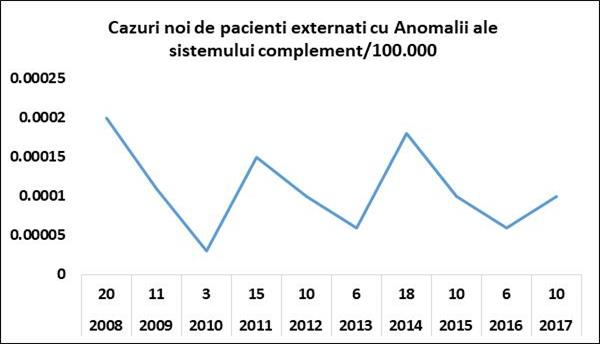 Cazuri noi de pacienti externati cu Anomalii ale
sistemului complement/100.000
0.00025
0.0002
0.00015
0.0001
0.00005
0
20 11 3 15 10 6 18 10 6 10
2008 2009 2010 2011 2012 2013 2014 2015 2016 2017